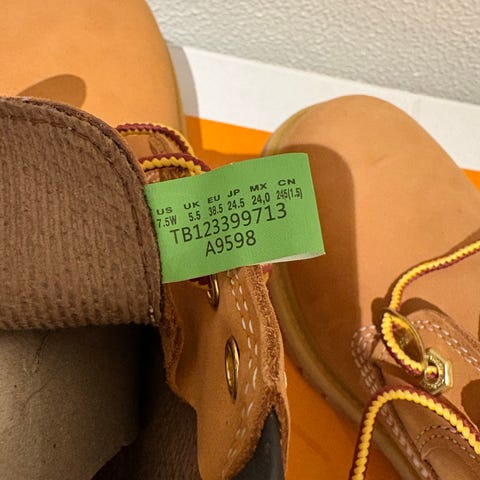 US UK EU JP MX CN
7.5W 5.5 38.5 24.5 24,0 245(1.5)
TB123399713
A9598